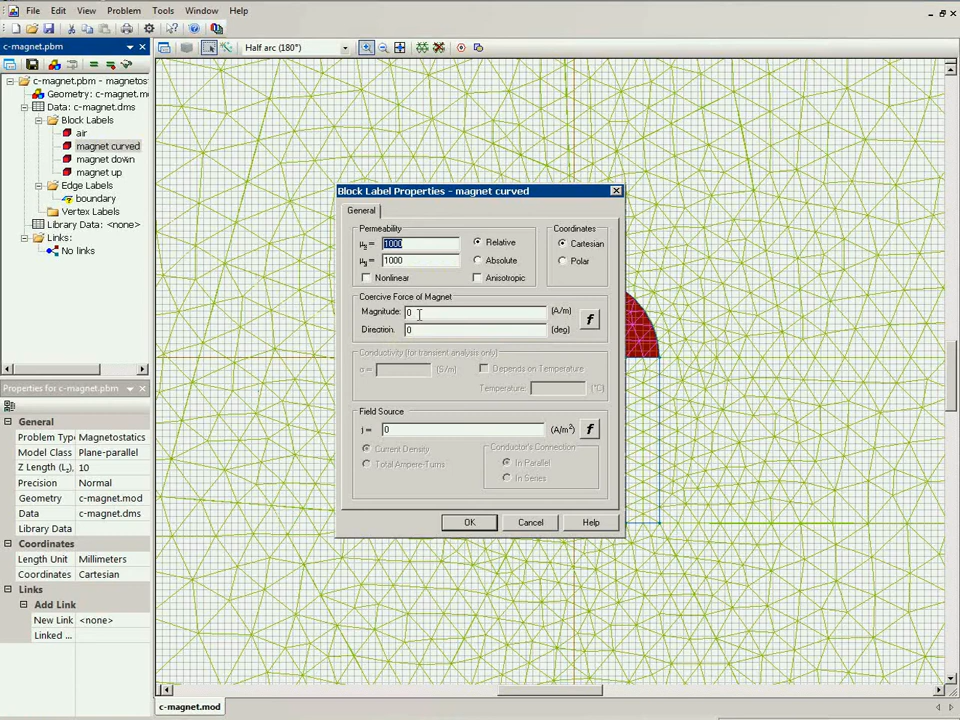 File Edit View Problem Tools Window Help
c-magnet.pbm
Half arc (180°)
c-magnet.pbm - magnetost
Geometry: c-magnet.mo
Data: c-magnet.dms
Block Labels
air
magnet curved
magnet down
magnet up
Edge Labels
boundary
Vertex Labels
Library Data: <none>
Links:
No links
Properties for c-magnet.pbm
General
Problem Typ Magnetostatics
Model Class Plane-parallel
Z Length (Lz) 10
Precision Normal
Geometry c-magnet.mod
Data c-magnet.dms
Library Data
Coordinates
Length Unit Millimeters
Coordinates Cartesian
Links
Add Link
New Link <none>
Linked ...
Block Label Properties - magnet curved
General
Permeability
= 1000
= 1000
Relative
Absolute
Nonlinear
Anisotropic
Coordinates
Cartesian
Polar
Coercive Force of Magnet
Magnitude: 0 (A/m)
Direction: 0 (deg)
f
Conductivity (for transient analysis only)
σ = (S/m)
Depends on Temperature
Temperature: (°C)
Field Source
j = 0 (A/m²)
f
Current Density
Total Ampere-Turns
Conductor's Connection
In Parallel
In Series
OK Cancel Help
c-magnet.mod